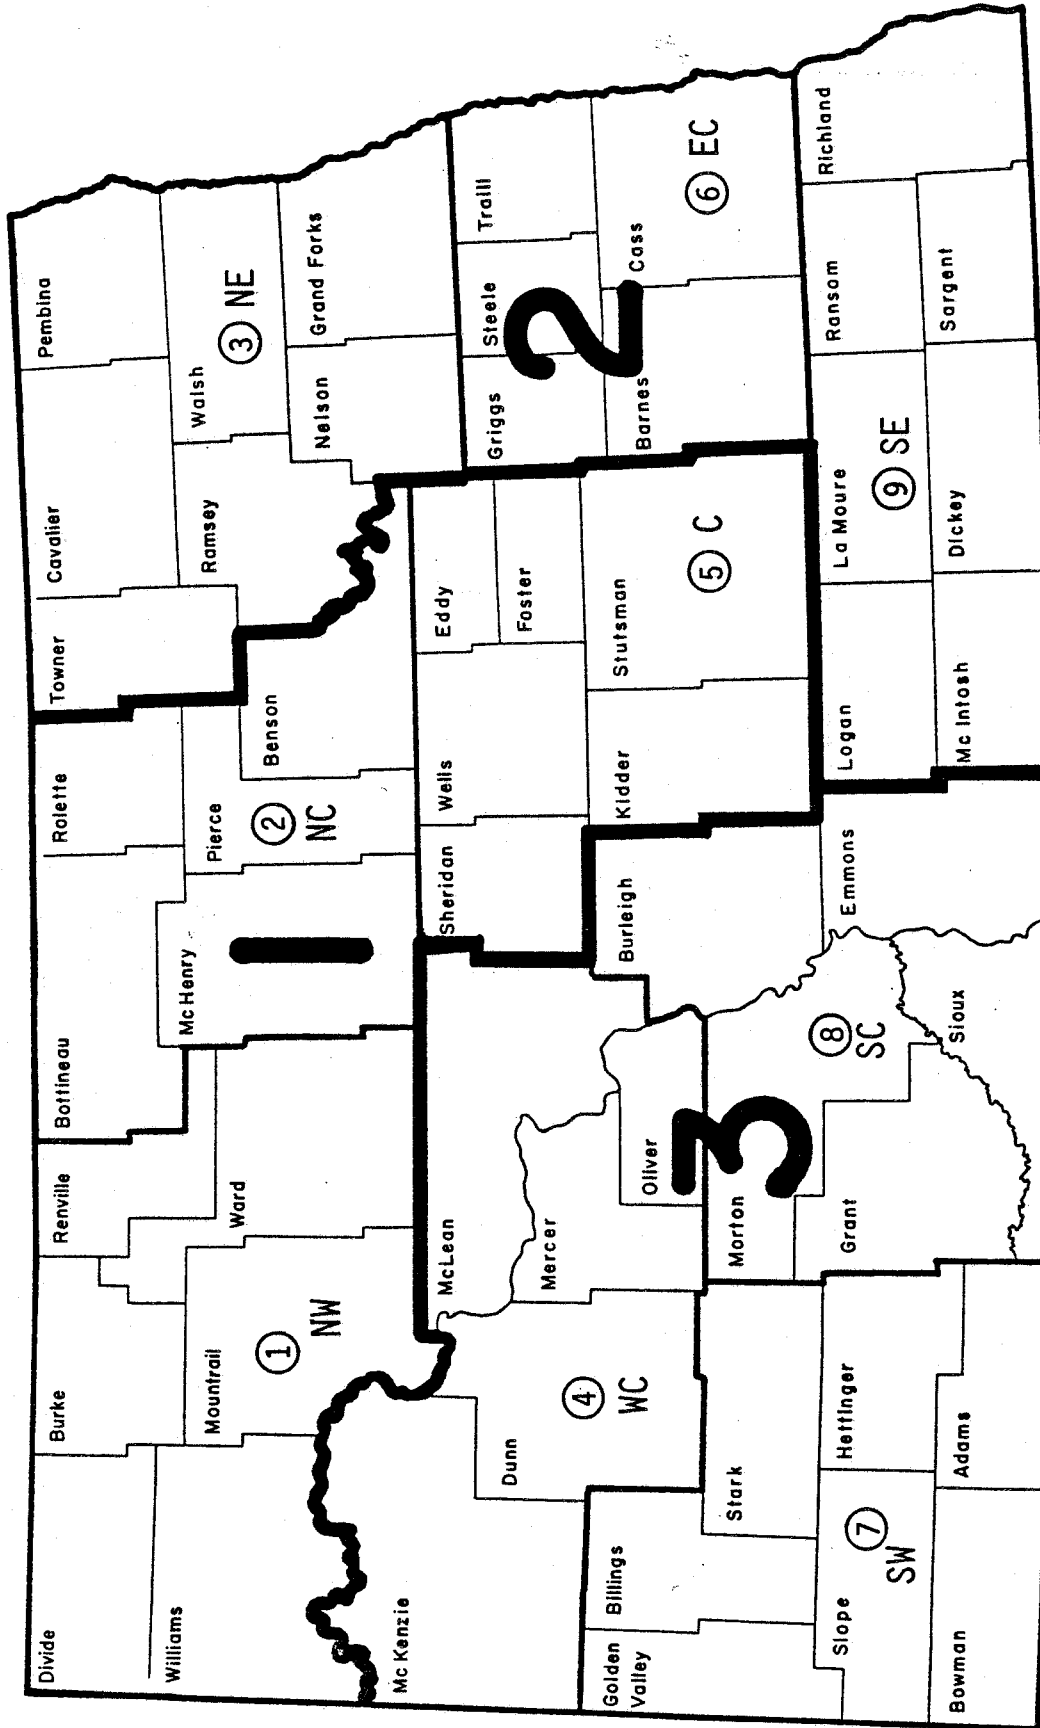 Divide
Burke
Renville
Bottineau
Rolette
Towner
Cavalier
Pembina
Williams
Mountrail
Ward
McHenry
Pierce
Benson
Ramsey
Walsh
① NW
1
② NC
③ NE
Nelson
Grand Forks
Mc Kenzie
Dunn
McLean
Mercer
Sheridan
Wells
Eddy
Foster
Griggs
Steele
Traill
2
④ WC
Golden
Valley
Billings
Oliver
Burleigh
Kidder
Stutsman
Barnes
Cass
⑤ C
⑥ EC
3
Stark
Morton
⑧ SC
Slope
Hettinger
Grant
Emmons
Logan
La Moure
Ransom
Richland
⑦ SW
⑨ SE
Bowman
Adams
Sioux
Mc Intosh
Dickey
Sargent